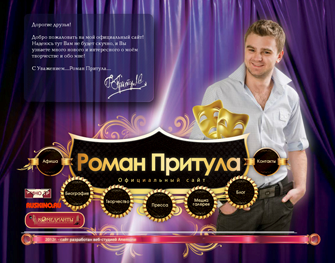 Дорогие друзья!
Добро пожаловать на мой официальный сайт!
Надеюсь тут Вам не будет скучно, и Вы
узнаете много нового и интересного о моём
творчестве и обо мне!
С Уважением...Роман Притула...
Афиша
Роман Притула
Контакты
Официальный сайт
Биография
Творчество
Пресса
Медиа
галерея
Блог
RUSKINO.RU